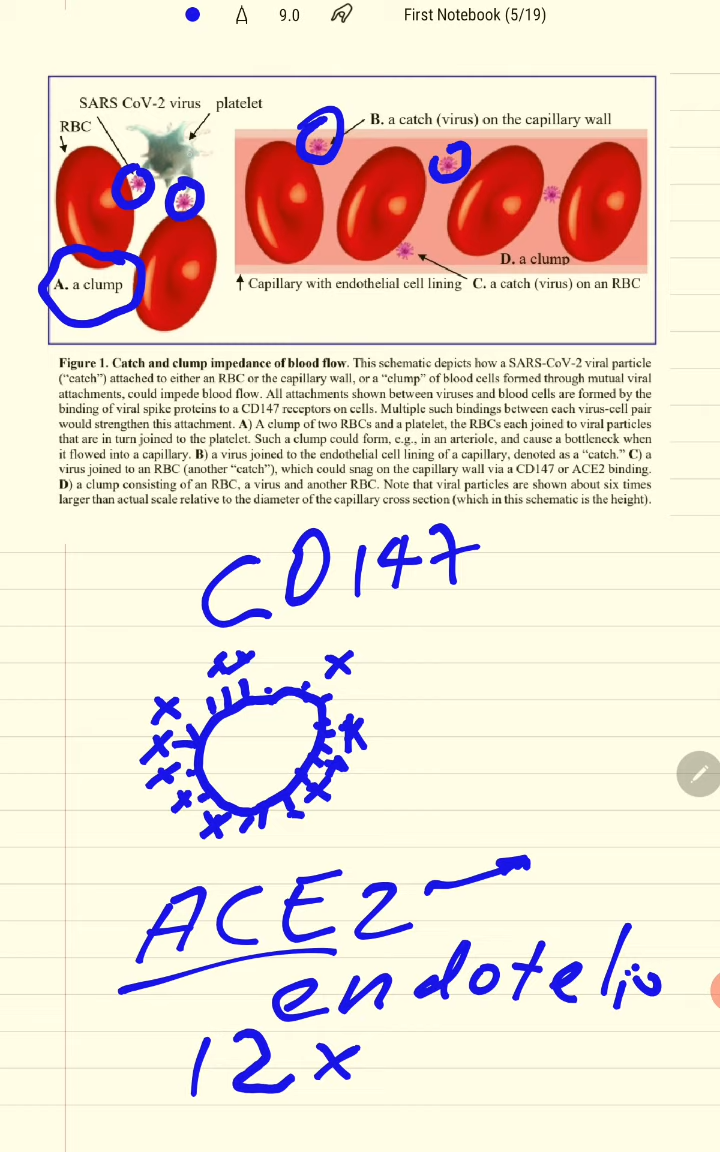 9.0 First Notebook (5/19)
SARS CoV-2 virus platelet
RBC
B. a catch (virus) on the capillary wall
D. a clump
A. a clump
Capillary with endothelial cell lining C. a catch (virus) on an RBC
Figure 1. Catch and clump impedance of blood flow. This schematic depicts how a SARS-CoV-2 viral particle
("catch") attached to either an RBC or the capillary wall, or a "clump" of blood cells formed through mutual viral
attachments, could impede blood flow. All attachments shown between viruses and blood cells are formed by the
binding of viral spike proteins to a CD147 receptors on cells. Multiple such bindings between each virus-cell pair
would strengthen this attachment. A) A clump of two RBCs and a platelet, the RBCs each joined to viral particles
that are in turn joined to the platelet. Such a clump could form, e.g., in an arteriole, and cause a bottleneck when
it flowed into a capillary. B) a virus joined to the endothelial cell lining of a capillary, denoted as a "catch." C) a
virus joined to an RBC (another "catch"), which could snag on the capillary wall via a CD147 or ACE2 binding.
D) a clump consisting of an RBC, a virus and another RBC. Note that viral particles are shown about six times
larger than actual scale relative to the diameter of the capillary cross section (which in this schematic is the height).
CD147
ACE2
endotelio
12x